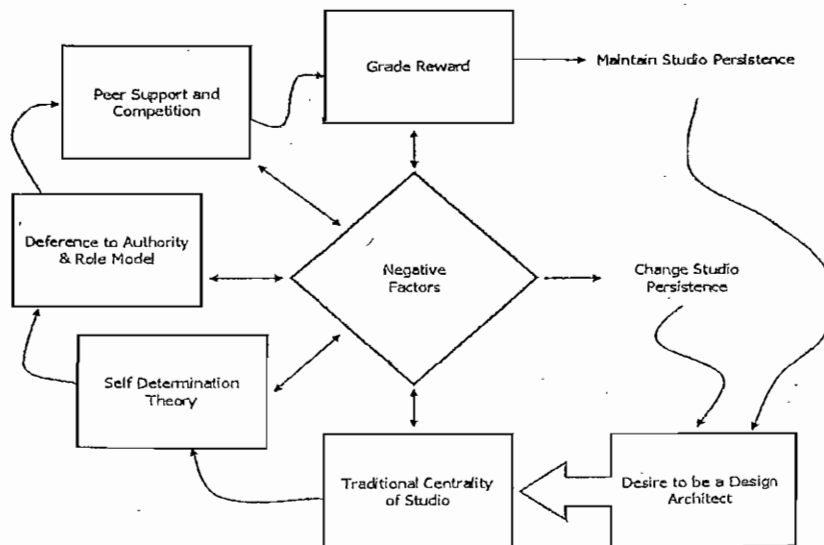 Grade Reward
Maintain Studio Persistence
Peer Support and
Competition
Deference to Authority
& Role Model
Negative
Factors
Change Studio
Persistence
Self Determination
Theory
Traditional Centrality
of Studio
Desire to be a Design
Architect